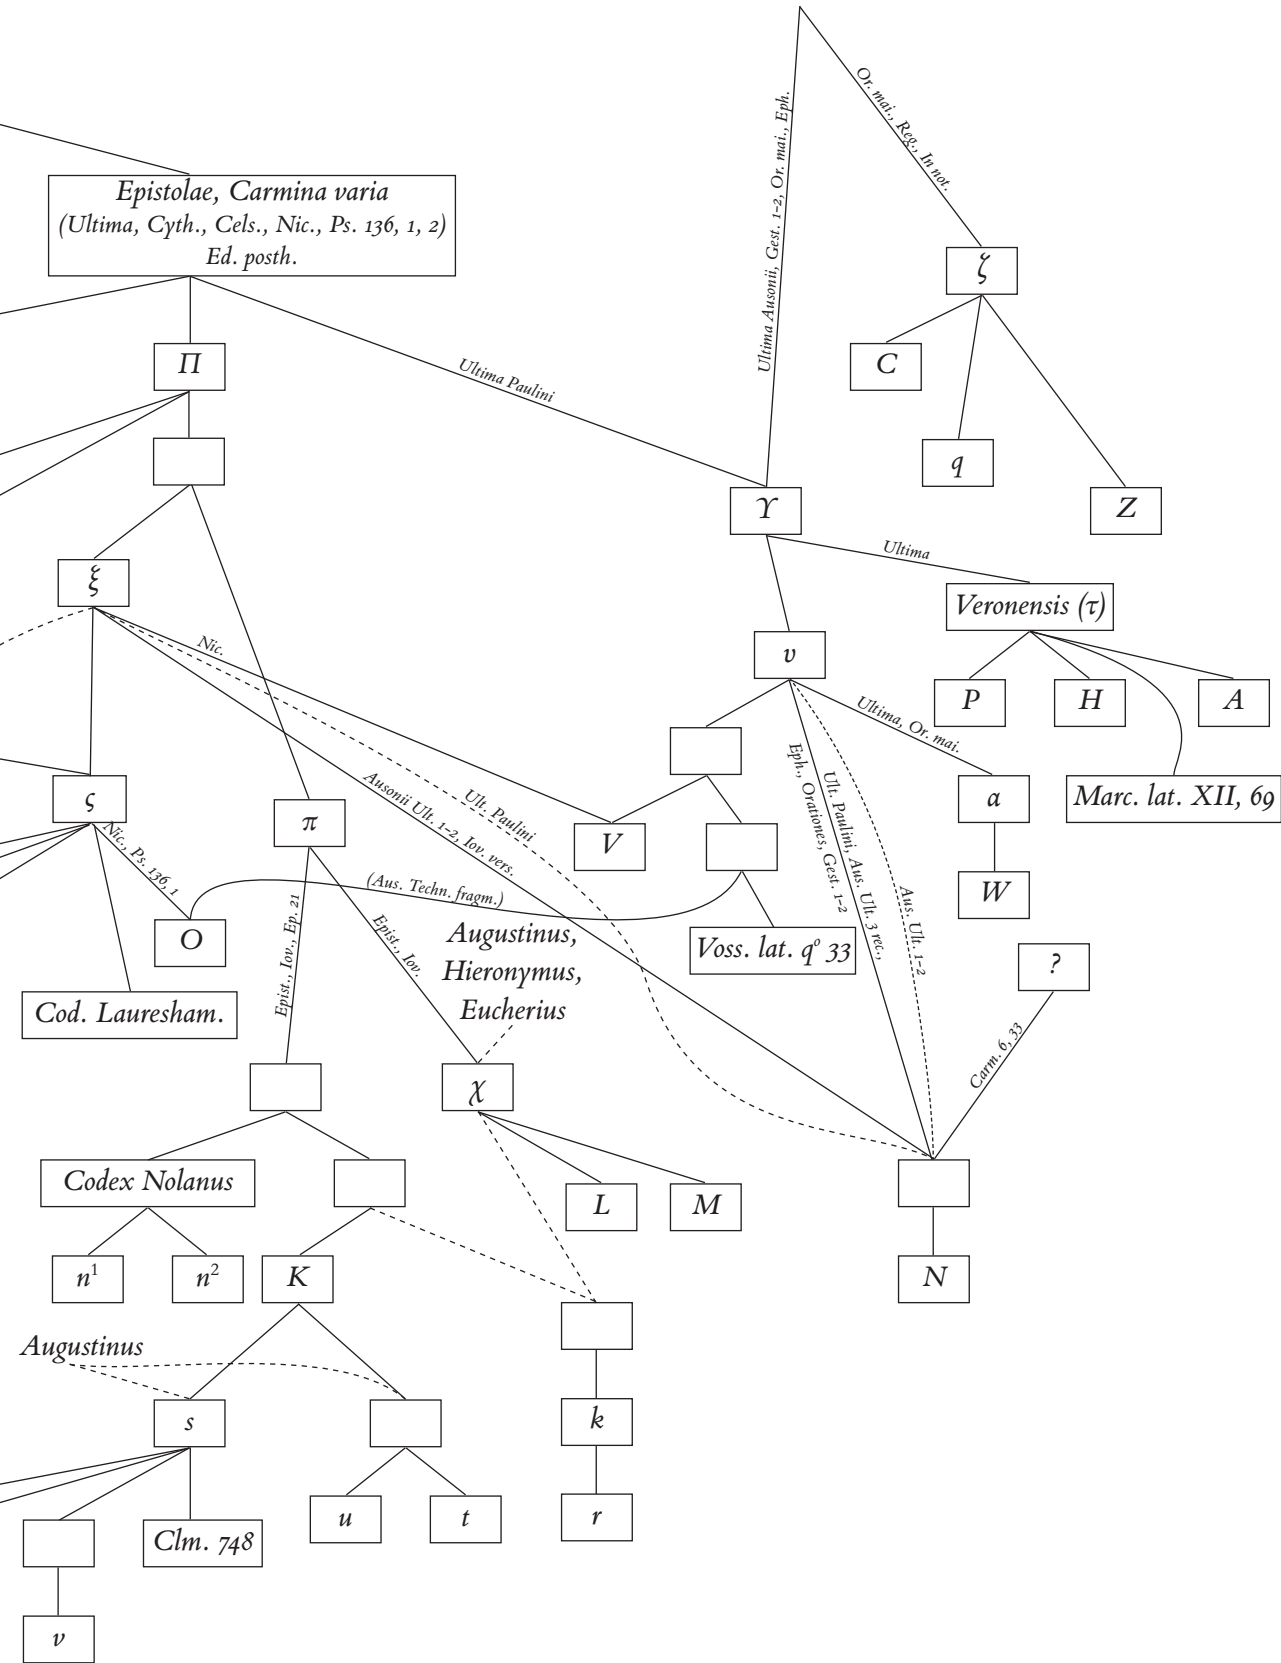 Or. mai., Reg., In not.
Ultima Ausonii, Gest. 1-2, Or. mai., Eph.
Epistolae, Carmina varia
(Ultima, Cyth., Cels., Nic., Ps. 136, 1, 2)
Ed. posth.
ζ
Π
Ultima Paulini
C
q
Z
Υ
Ultima
ξ
Veronensis (τ)
Nic.
υ
P
H
A
Ultima, Or. mai.
Ausonii Ult. 1-2, Iov. vers.
Ult. Paulini
Ult. Paulini, Aus. Ult. 3 rec.,
Eph., Orationes, Gest. 1-2
Aus. Ult. 1-2
ς
π
V
a
Marc. lat. XII, 69
Nic., Ps. 136, 1
(Aus. Techn. fragm.)
W
O
Epist., Iov., Ep. 21
Epist., Iov.
Augustinus,
Hieronymus,
Eucherius
Voss. lat. qº 33
?
Cod. Lauresham.
Carm. 6, 33
χ
Codex Nolanus
L
M
n¹
n²
K
N
Augustinus
s
k
u
t
r
Clm. 748
v